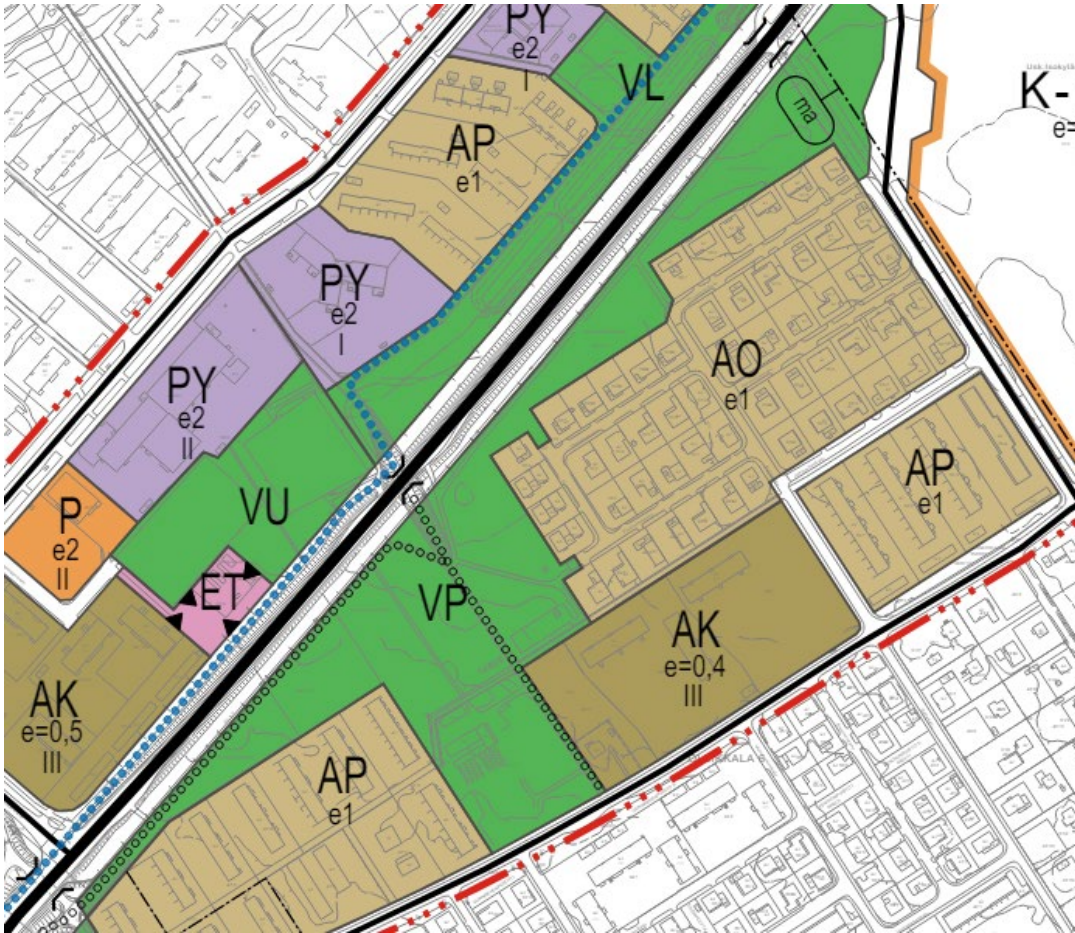 PY
e2
I
VL
K-
e=
AP
e1
ma
PY
e2
I
AO
e1
PY
e2
II
AP
e1
VU
P
e2
II
ET
VP
AK
e=0,4
III
AK
e=0,5
III
AP
e1